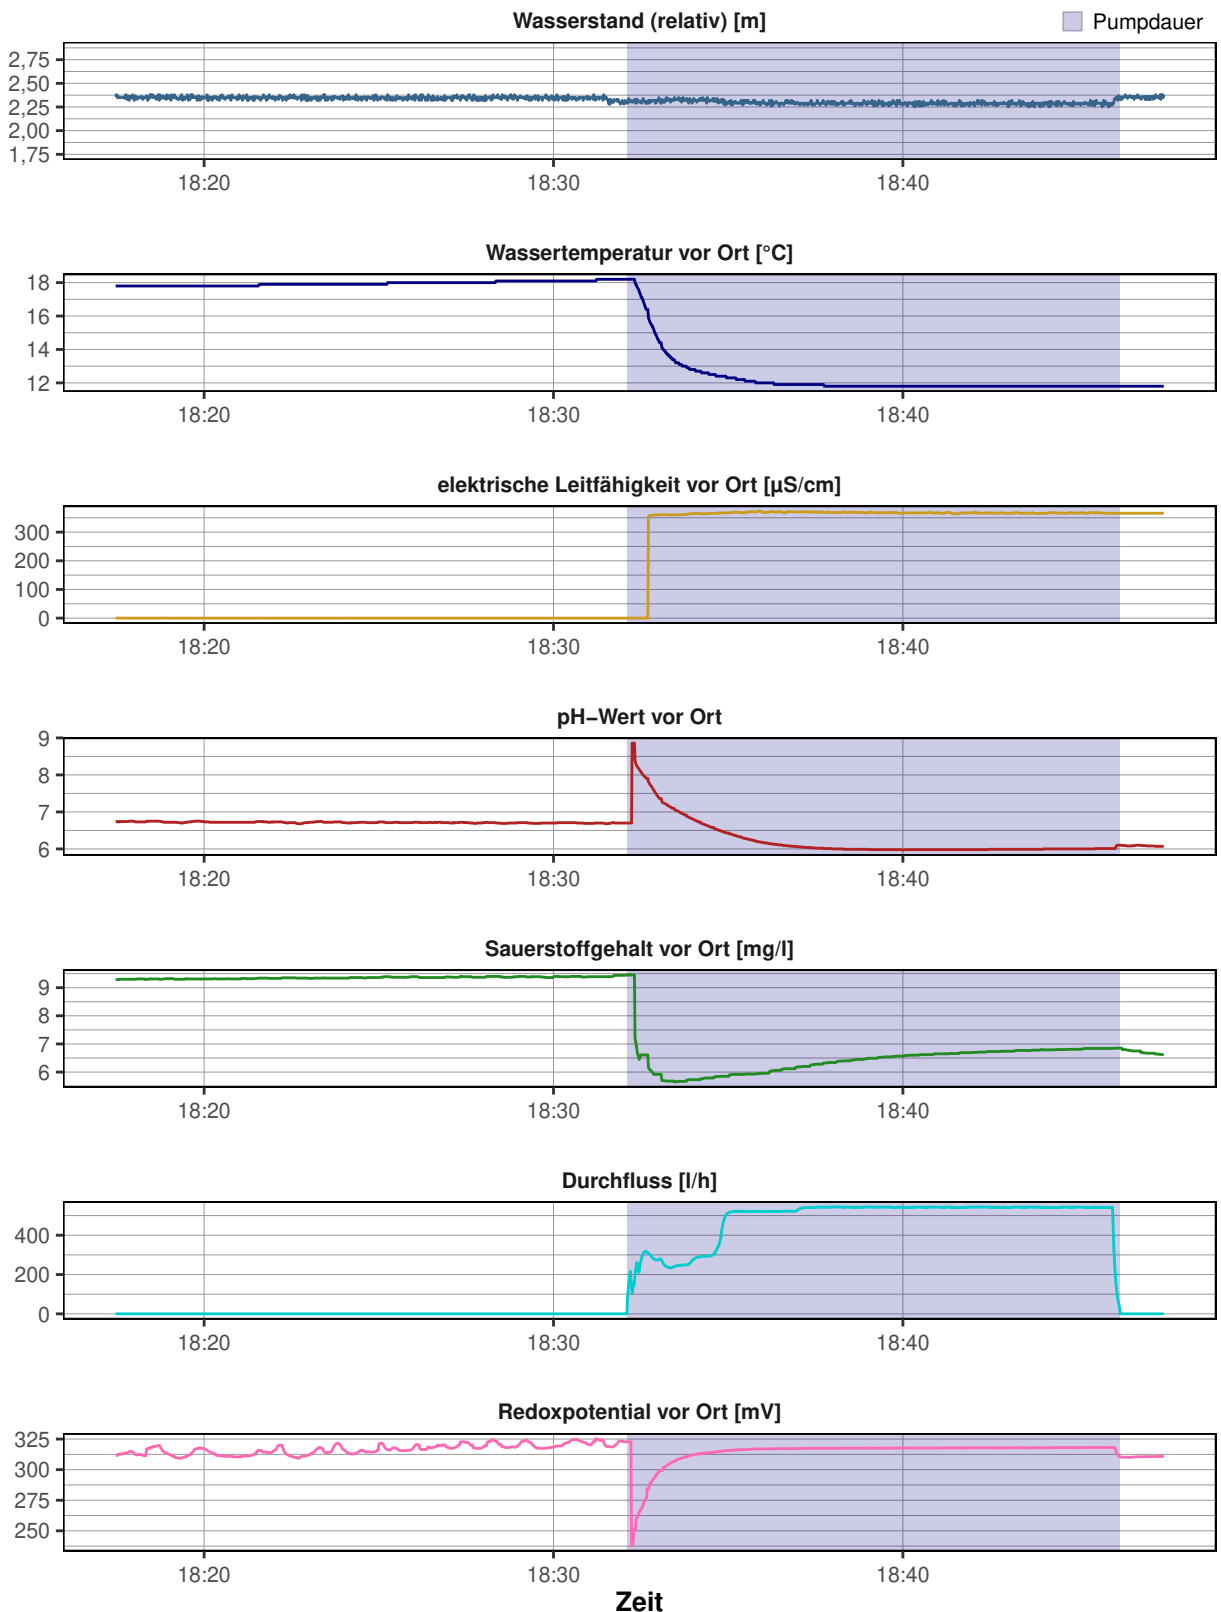 Wasserstand (relativ) [m]
Pumpdauer
2,75
2,50
2,25
2,00
1,75
18:20 18:30 18:40
Wassertemperatur vor Ort [°C]
18
16
14
12
18:20 18:30 18:40
elektrische Leitfähigkeit vor Ort [µS/cm]
300
200
100
0
18:20 18:30 18:40
pH−Wert vor Ort
9
8
7
6
18:20 18:30 18:40
Sauerstoffgehalt vor Ort [mg/l]
9
8
7
6
18:20 18:30 18:40
Durchfluss [l/h]
400
200
0
18:20 18:30 18:40
Redoxpotential vor Ort [mV]
325
300
275
250
18:20 18:30 18:40
Zeit